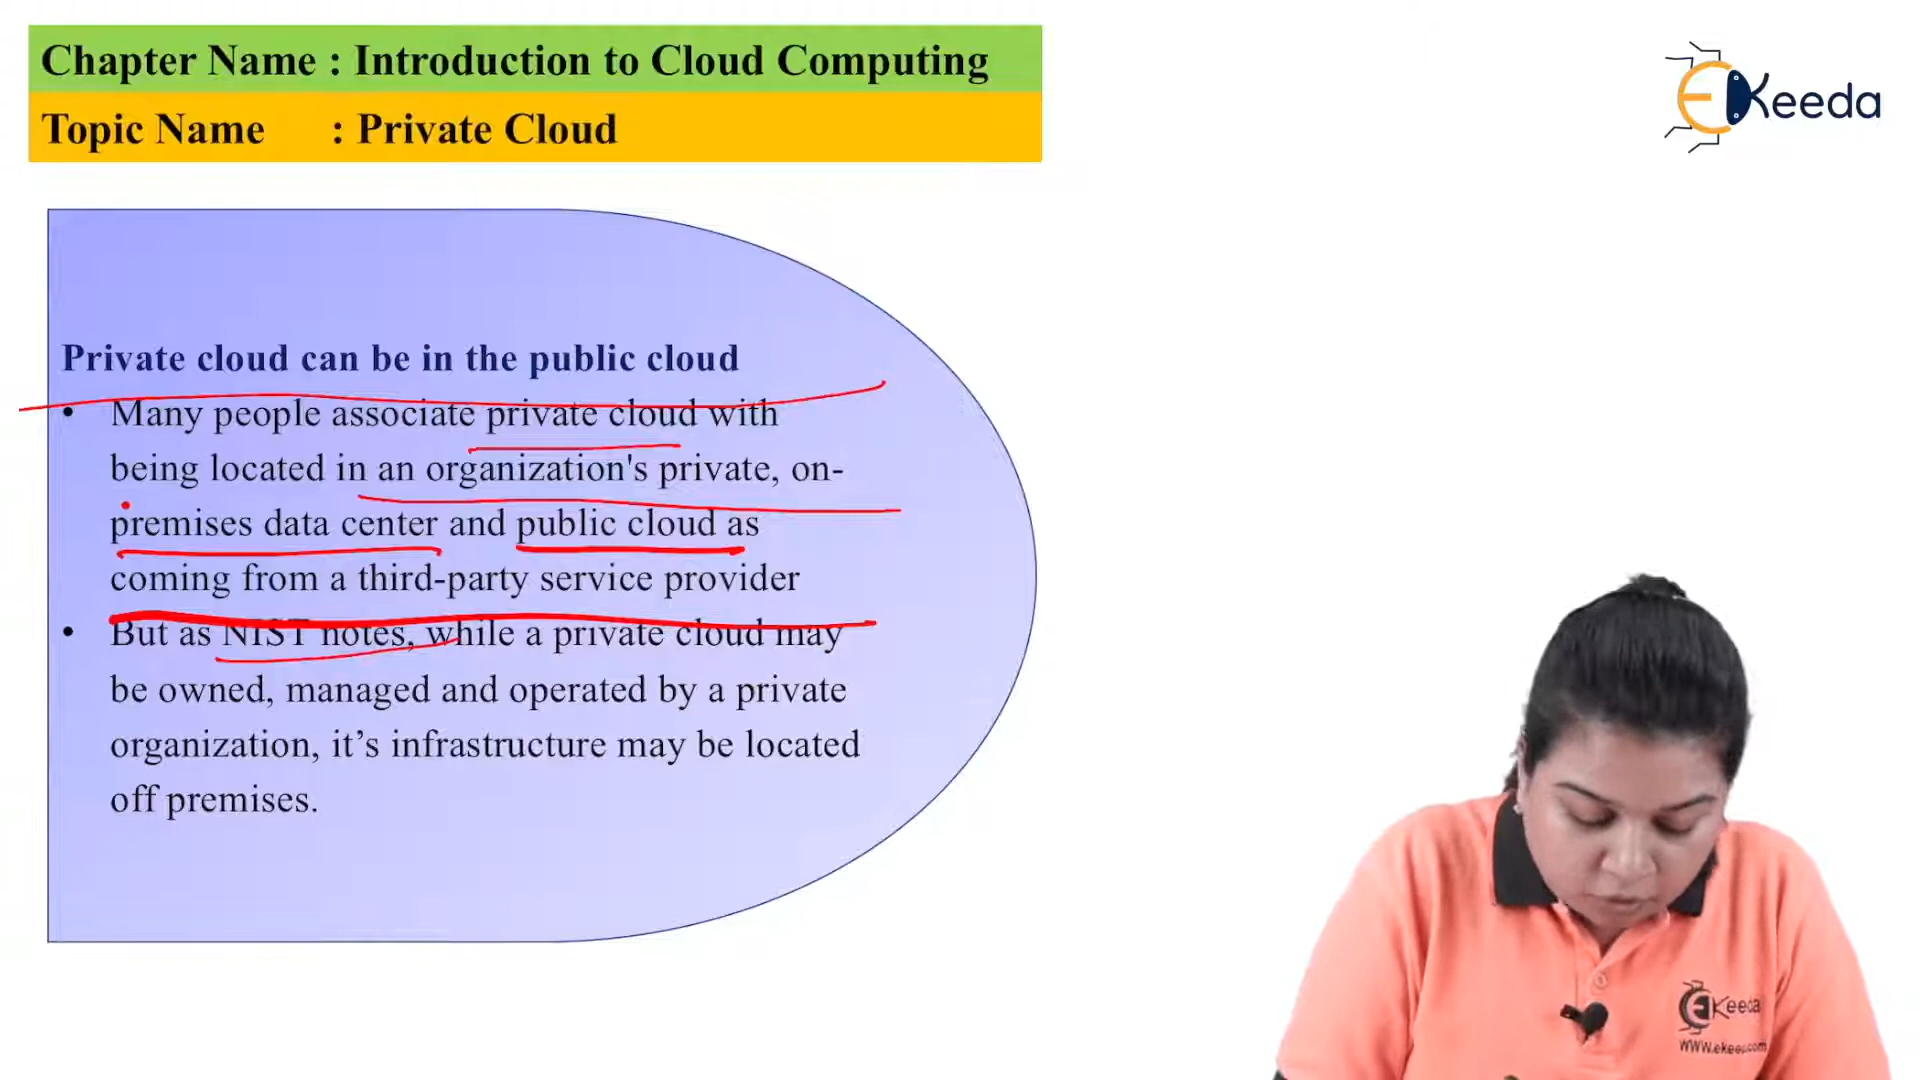 Chapter Name : Introduction to Cloud Computing
Topic Name : Private Cloud
EKeeda
Private cloud can be in the public cloud
• Many people associate private cloud with
being located in an organization's private, on-
premises data center and public cloud as
coming from a third-party service provider
• But as NIST notes, while a private cloud may
be owned, managed and operated by a private
organization, it’s infrastructure may be located
off premises.
EKeeda